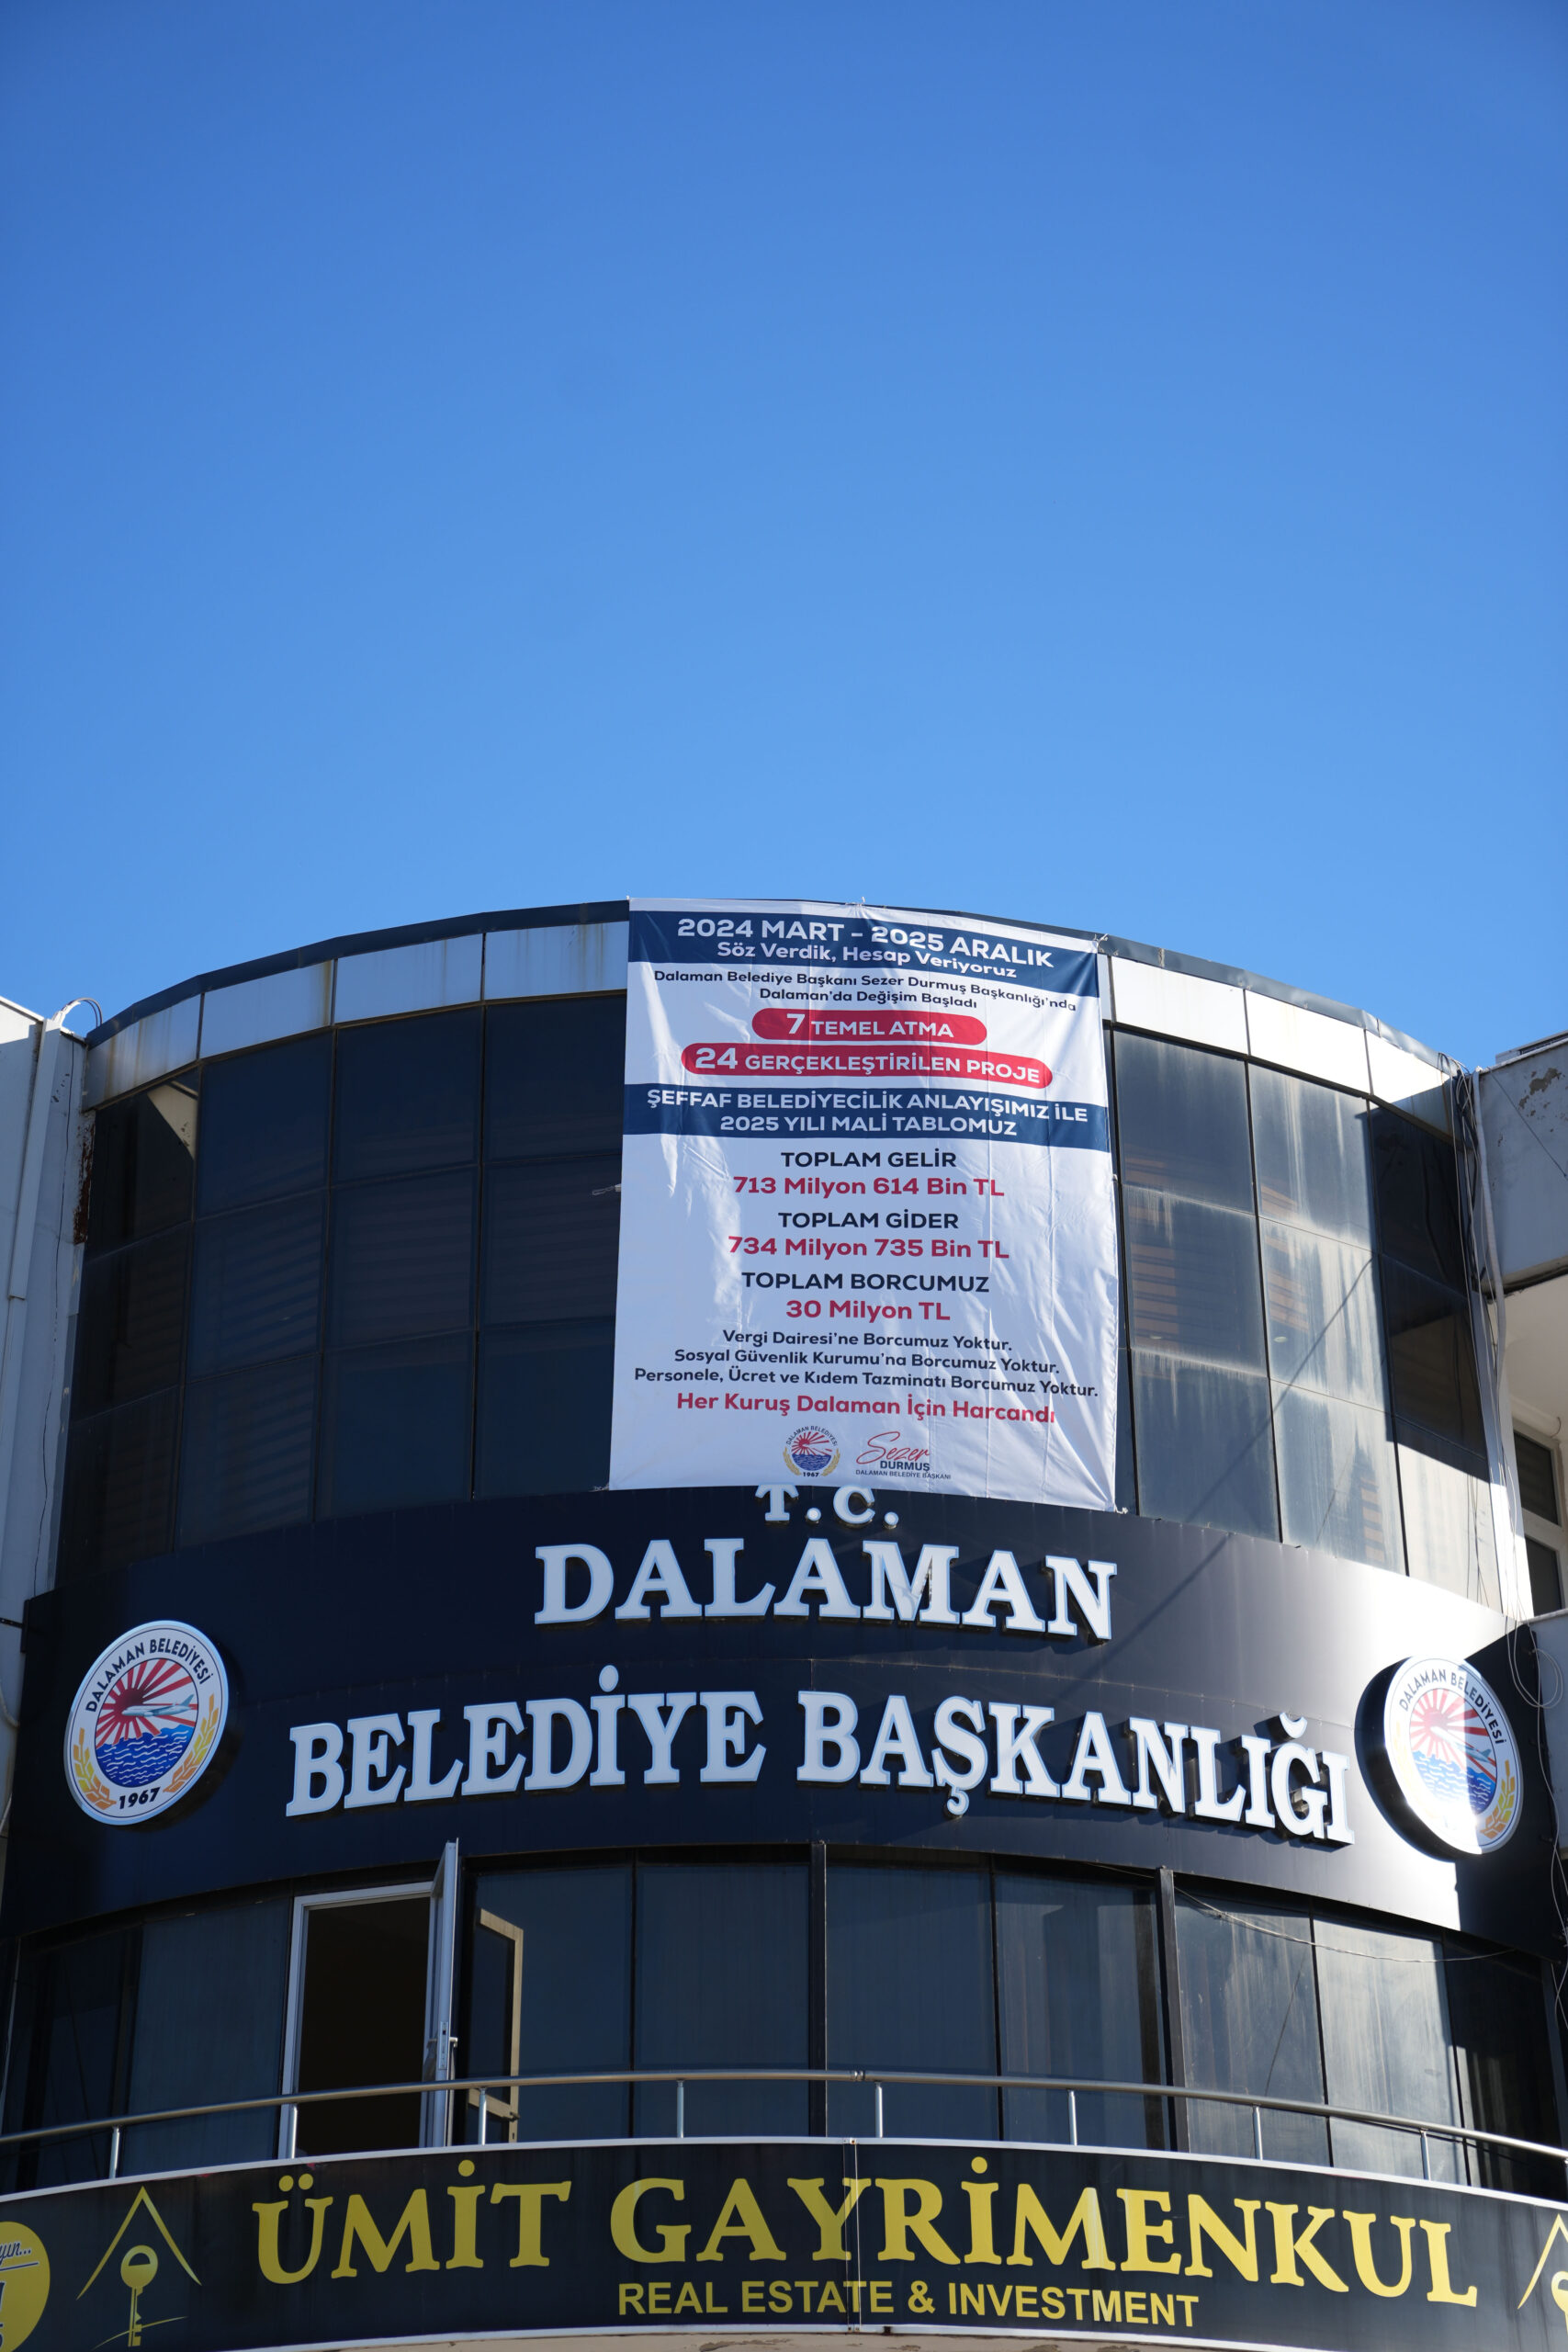 2024 MART - 2025 ARALIK
Söz Verdik, Hesap Veriyoruz
Dalaman Belediye Başkanı Sezer Durmuş Başkanlığı'nda
Dalaman'da Değişim Başladı
7 TEMEL ATMA
24 GERÇEKLEŞTİRİLEN PROJE
ŞEFFAF BELEDİYECİLİK ANLAYIŞIMIZ İLE
2025 YILI MALİ TABLOMUZ
TOPLAM GELİR
713 Milyon 614 Bin TL
TOPLAM GİDER
734 Milyon 735 Bin TL
TOPLAM BORCUMUZ
30 Milyon TL
Vergi Dairesi'ne Borcumuz Yoktur.
Sosyal Güvenlik Kurumu'na Borcumuz Yoktur.
Personele, Ücret ve Kıdem Tazminatı Borcumuz Yoktur.
Her Kuruş Dalaman İçin Harcandı
DALAMAN BELEDİYESİ
1967
Sezer
DURMUŞ
DALAMAN BELEDİYE BAŞKANI
T.C.
DALAMAN
BELEDİYE BAŞKANLIĞI
DALAMAN BELEDİYESİ
1967
DALAMAN BELEDİYESİ
ÜMİT GAYRİMENKUL
REAL ESTATE & INVESTMENT